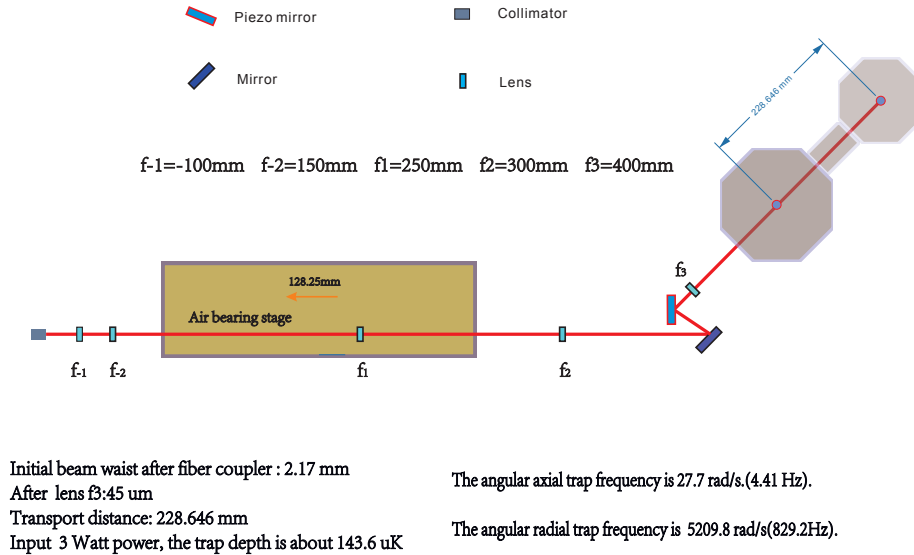 Piezo mirror
Collimator
Mirror
Lens
228.646 mm
f-1=-100mm f-2=150mm f1=250mm f2=300mm f3=400mm
f3
128.25mm
Air bearing stage
f-1
f-2
f1
f2
Initial beam waist after fiber coupler : 2.17 mm
After lens f3:45 um
Transport distance: 228.646 mm
Input 3 Watt power, the trap depth is about 143.6 uK
The angular axial trap frequency is 27.7 rad/s.(4.41 Hz).
The angular radial trap frequency is 5209.8 rad/s(829.2Hz).